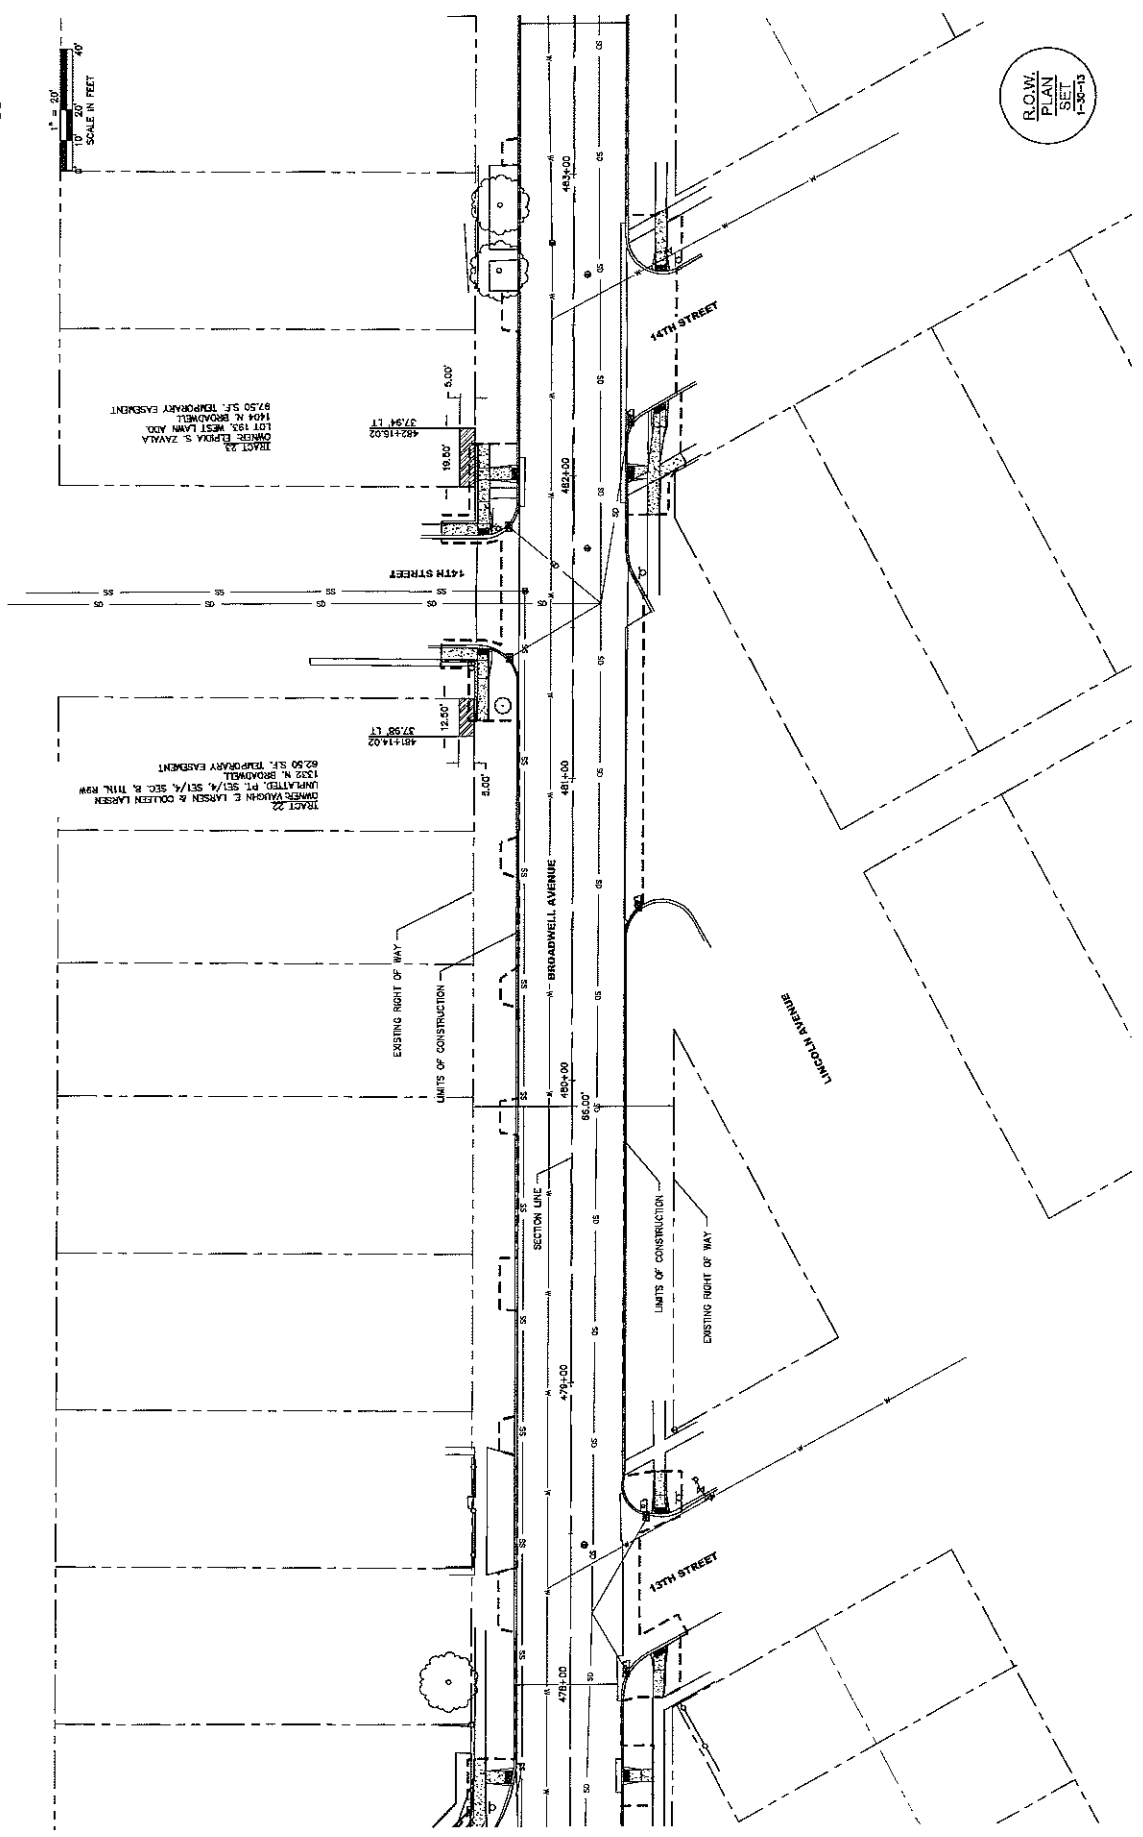 1" = 20'
0 10' 20' 40'
SCALE IN FEET
R.O.W.
PLAN
SET
1-30-13
TRACT 23
OWNER: ELPIDIA S. ZAVALA
LOT 193, WEST LAWN ADD.
1404 N. BROADWELL
97.50 S.F. TEMPORARY EASEMENT
482+16.02
37.94' LT
5.00'
19.50'
14TH STREET
14TH STREET
483+00
482+00
481+00
480+00
479+00
478+00
TRACT 22
OWNER: VAUGHN E. LARSEN & COLLEEN LARSEN
UNPLATTED, PT. SE1/4, SE1/4, SEC. 8, T11N, R9W
1332 N. BROADWELL
62.50 S.F. TEMPORARY EASEMENT
481+14.02
37.98' LT
12.50'
5.00'
BROADWELL AVENUE
EXISTING RIGHT OF WAY
LIMITS OF CONSTRUCTION
66.00'
SECTION LINE
LIMITS OF CONSTRUCTION
EXISTING RIGHT OF WAY
LINCOLN AVENUE
13TH STREET